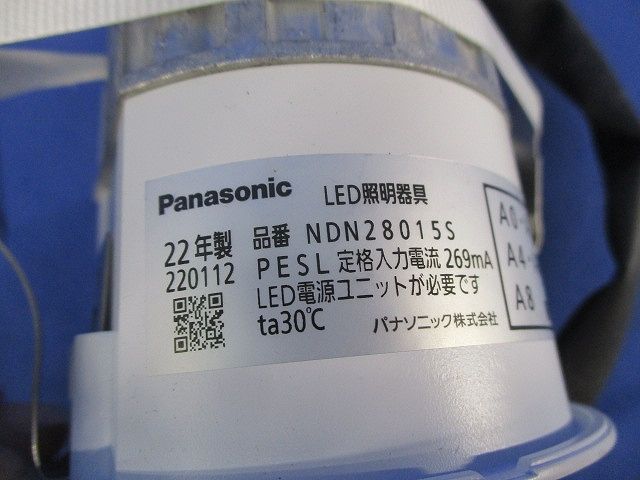 Panasonic LED照明器具
22年製 品番 NDN28015S
220112 PESL 定格入力電流 269mA
LED電源ユニットが必要です
ta30℃ パナソニック株式会社
A0
A4
A8